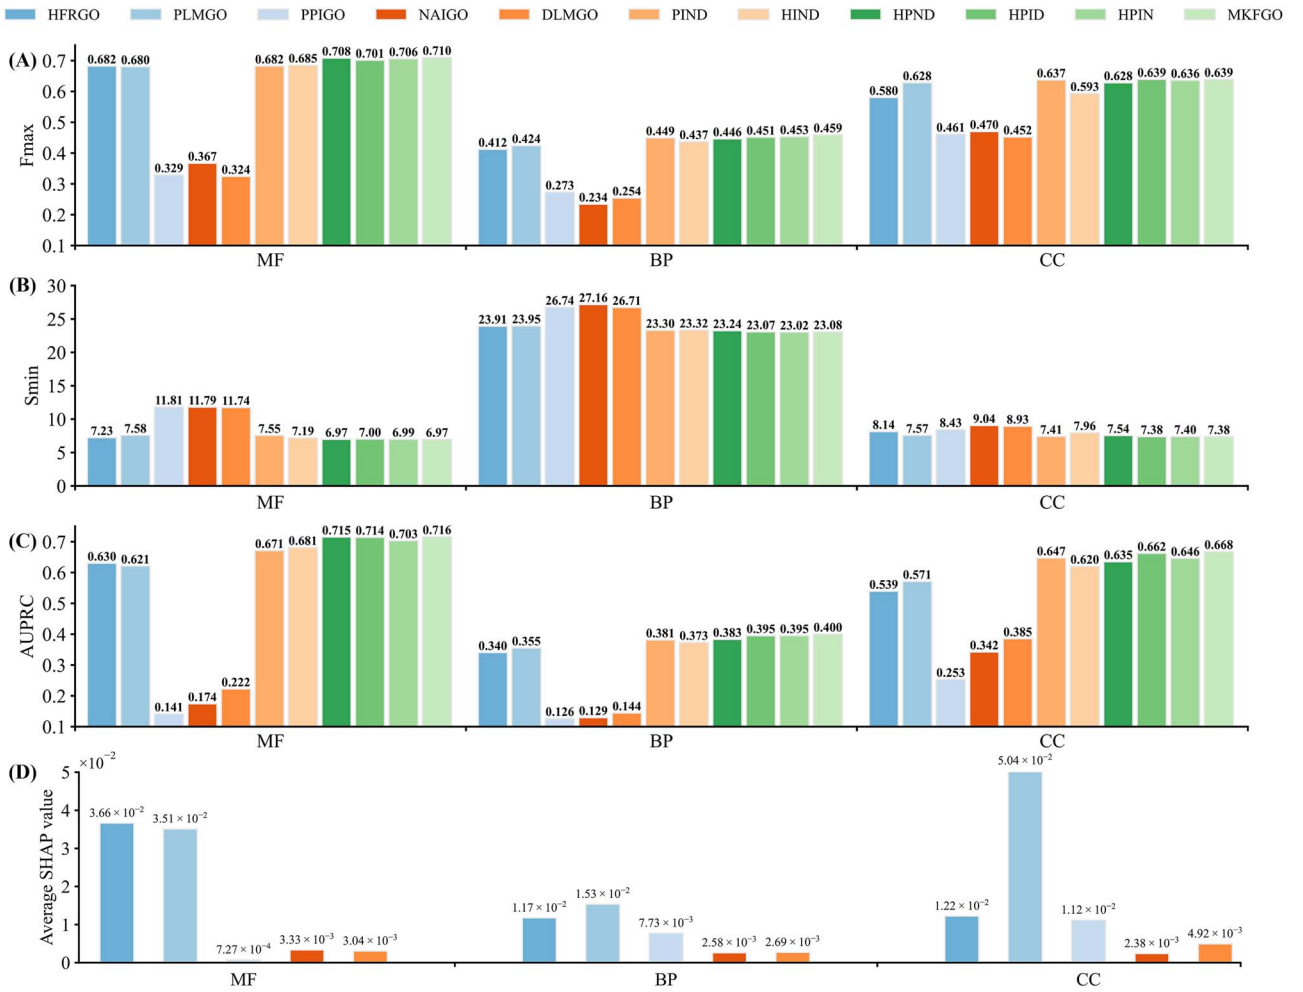 HFRGO PLMGO PPIGO NAIGO DLMGO PIND HIND HPND HPID HPIN MKFGO
(A)
Fmax
0.7
0.6
0.5
0.4
0.3
0.2
0.1
0.682 0.680 0.329 0.367 0.324 0.682 0.685 0.708 0.701 0.706 0.710
0.412 0.424 0.273 0.234 0.254 0.449 0.437 0.446 0.451 0.453 0.459
0.580 0.628 0.461 0.470 0.452 0.637 0.593 0.628 0.639 0.636 0.639
MF BP CC
(B)
Smin
30
25
20
15
10
5
0
7.23 7.58 11.81 11.79 11.74 7.55 7.19 6.97 7.00 6.99 6.97
23.91 23.95 26.74 27.16 26.71 23.30 23.32 23.24 23.07 23.02 23.08
8.14 7.57 8.43 9.04 8.93 7.41 7.96 7.54 7.38 7.40 7.38
MF BP CC
(C)
AUPRC
0.7
0.6
0.5
0.4
0.3
0.2
0.1
0.630 0.621 0.141 0.174 0.222 0.671 0.681 0.715 0.714 0.703 0.716
0.340 0.355 0.126 0.129 0.144 0.381 0.373 0.383 0.395 0.395 0.400
0.539 0.571 0.253 0.342 0.385 0.647 0.620 0.635 0.662 0.646 0.668
MF BP CC
(D)
Average SHAP value
×10⁻²
5
4
3
2
1
0
3.66 × 10⁻² 3.51 × 10⁻² 7.27 × 10⁻⁴ 3.33 × 10⁻³ 3.04 × 10⁻³
1.17 × 10⁻² 1.53 × 10⁻² 7.73 × 10⁻³ 2.58 × 10⁻³ 2.69 × 10⁻³
1.22 × 10⁻² 5.04 × 10⁻² 1.12 × 10⁻² 2.38 × 10⁻³ 4.92 × 10⁻³
MF BP CC